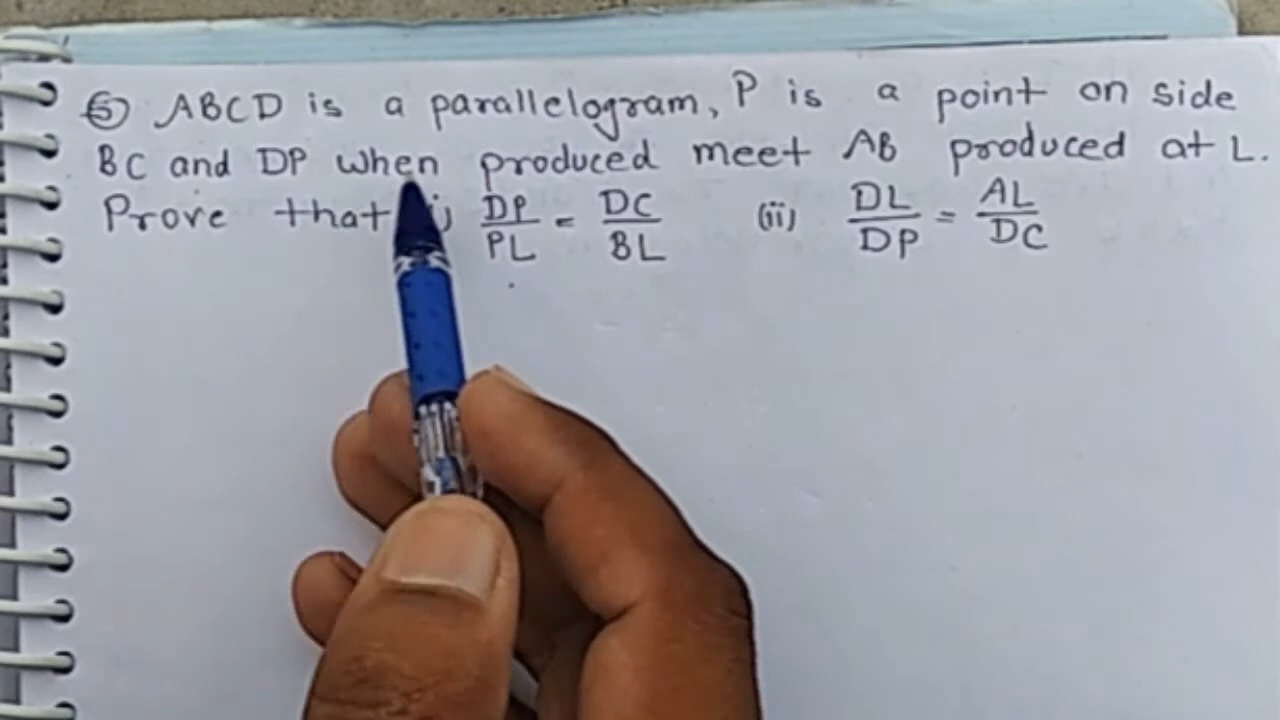 ⑤ ABCD is a parallelogram, P is a point on side
BC and DP when produced meet AB produced at L.
Prove that i) DP/PL = DC/BL (ii) DL/DP = AL/DC